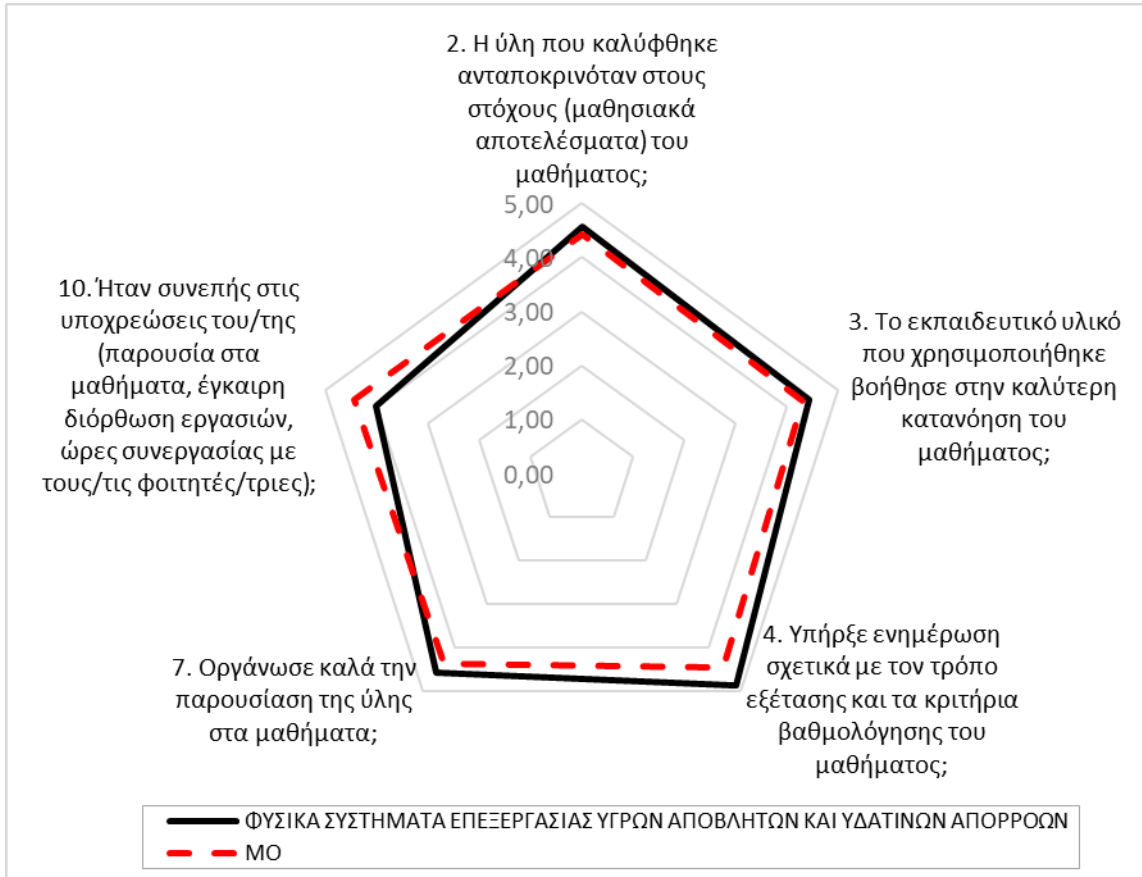 2. Η ύλη που καλύφθηκε
ανταποκρινόταν στους
στόχους (μαθησιακά
αποτελέσματα) του
μαθήματος;
5,00
4,00
3,00
2,00
1,00
0,00
3. Το εκπαιδευτικό υλικό
που χρησιμοποιήθηκε
βοήθησε στην καλύτερη
κατανόηση του
μαθήματος;
4. Υπήρξε ενημέρωση
σχετικά με τον τρόπο
εξέτασης και τα κριτήρια
βαθμολόγησης του
μαθήματος;
7. Οργάνωσε καλά την
παρουσίαση της ύλης
στα μαθήματα;
10. Ήταν συνεπής στις
υποχρεώσεις του/της
(παρουσία στα
μαθήματα, έγκαιρη
διόρθωση εργασιών,
ώρες συνεργασίας με
τους/τις φοιτητές/τριες);
ΦΥΣΙΚΑ ΣΥΣΤΗΜΑΤΑ ΕΠΕΞΕΡΓΑΣΙΑΣ ΥΓΡΩΝ ΑΠΟΒΛΗΤΩΝ ΚΑΙ ΥΔΑΤΙΝΩΝ ΑΠΟΡΡΟΩΝ
ΜΟ